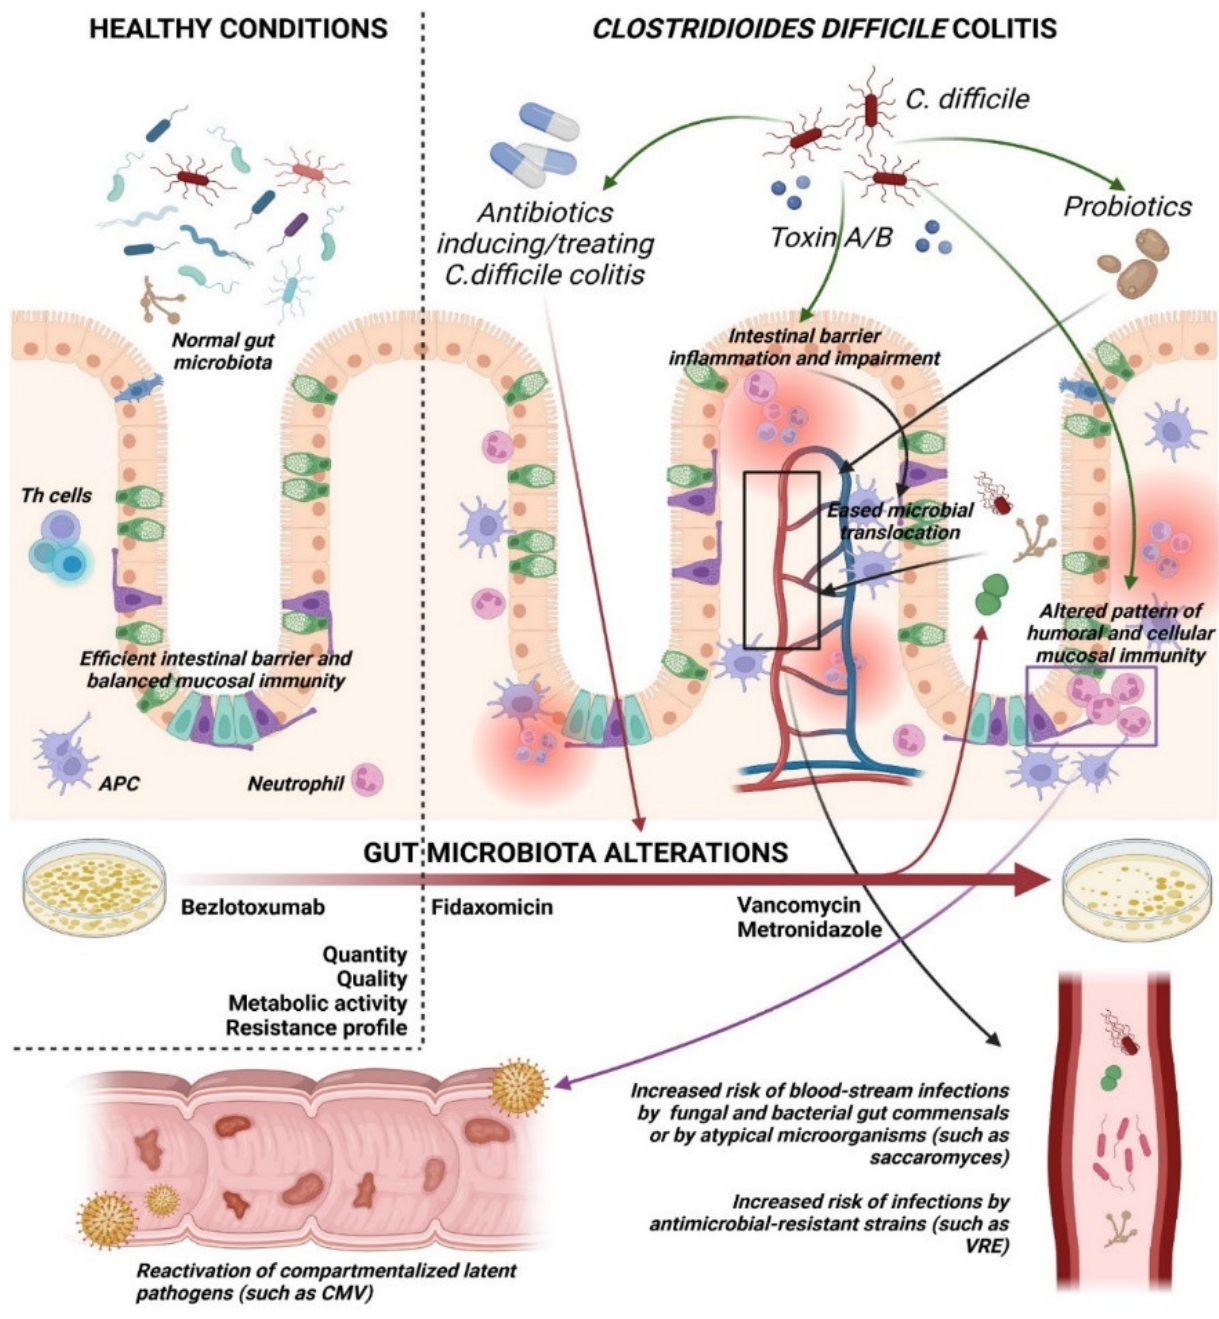 HEALTHY CONDITIONS
CLOSTRIDIOIDES DIFFICILE COLITIS
C. difficile
Antibiotics
inducing/treating
C.difficile colitis
Toxin A/B
Probiotics
Normal gut
microbiota
Intestinal barrier
inflammation and impairment
Th cells
Eased microbial
translocation
Efficient intestinal barrier and
balanced mucosal immunity
Altered pattern of
humoral and cellular
mucosal immunity
APC
Neutrophil
GUT MICROBIOTA ALTERATIONS
Bezlotoxumab
Fidaxomicin
Vancomycin
Metronidazole
Quantity
Quality
Metabolic activity
Resistance profile
Increased risk of blood-stream infections
by fungal and bacterial gut commensals
or by atypical microorganisms (such as
saccaromyces)
Increased risk of infections by
antimicrobial-resistant strains (such as
VRE)
Reactivation of compartmentalized latent
pathogens (such as CMV)